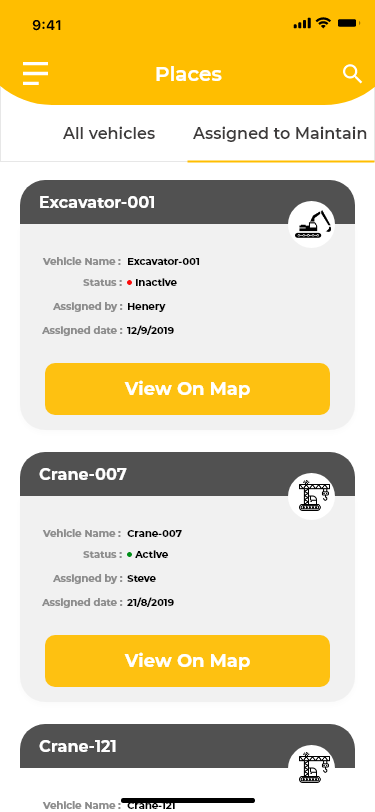 9:41
Places
All vehicles
Assigned to Maintain
Excavator-001
Vehicle Name : Excavator-001
Status : Inactive
Assigned by : Henery
Assigned date : 12/9/2019
View On Map
Crane-007
Vehicle Name : Crane-007
Status : Active
Assigned by : Steve
Assigned date : 21/8/2019
View On Map
Crane-121
Vehicle Name : Crane-121